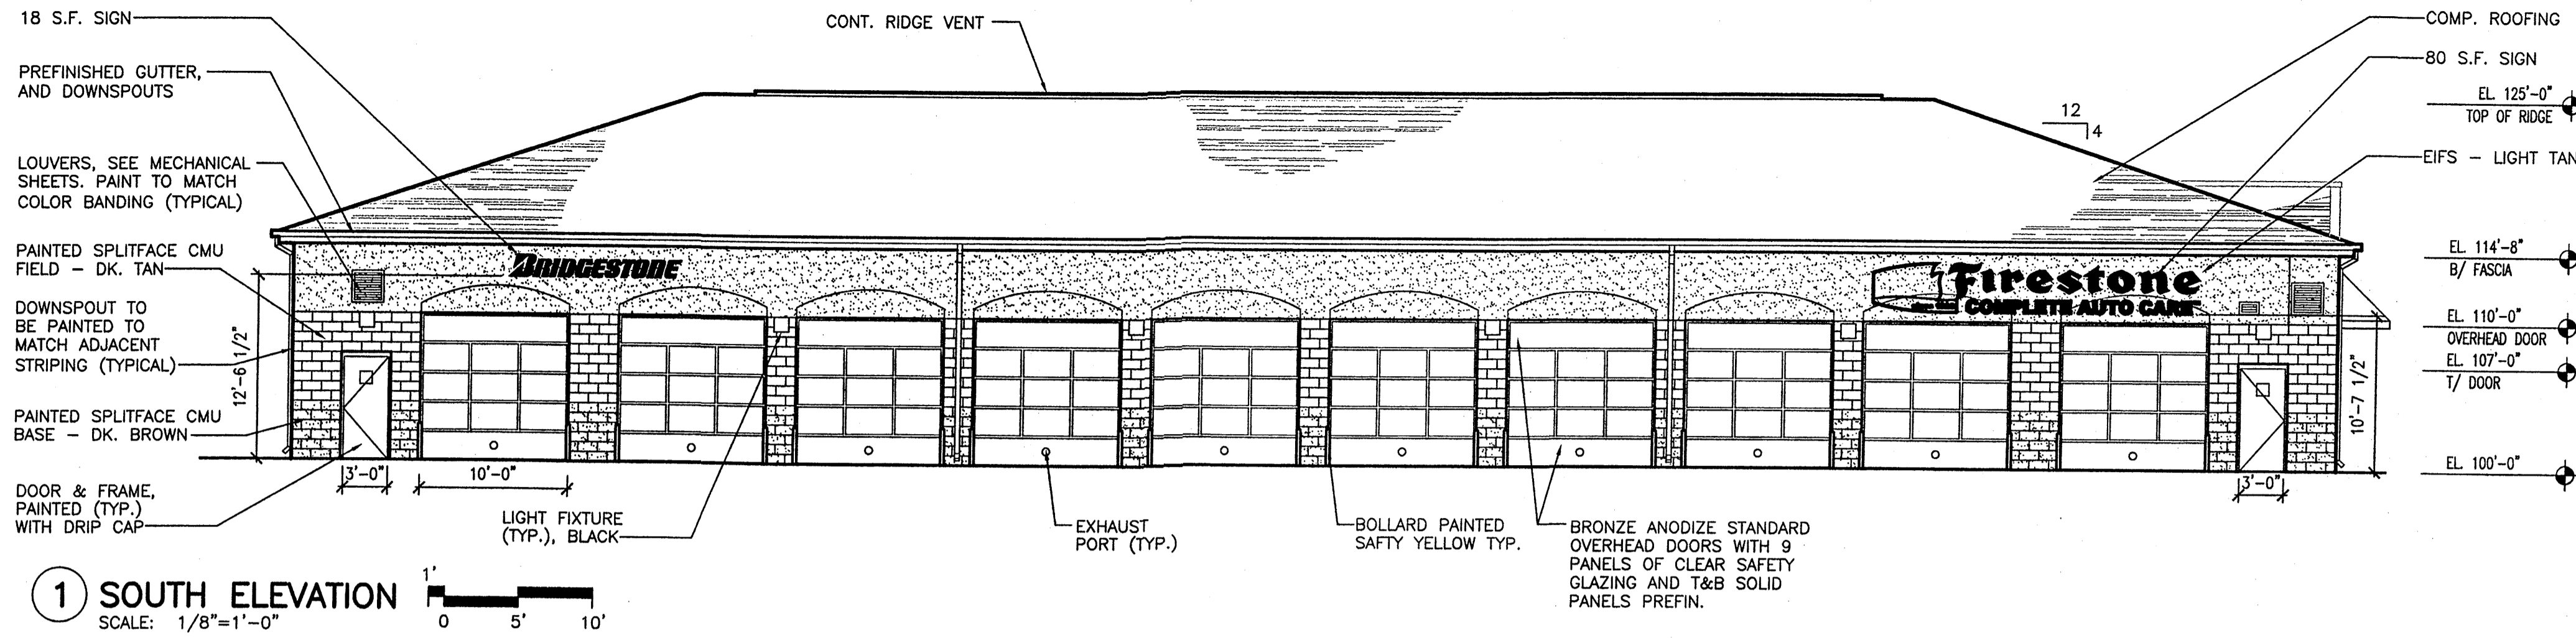 18 S.F. SIGN
CONT. RIDGE VENT
COMP. ROOFING
80 S.F. SIGN
PREFINISHED GUTTER,
AND DOWNSPOUTS
EL. 125'-0"
TOP OF RIDGE
12
4
LOUVERS, SEE MECHANICAL
SHEETS. PAINT TO MATCH
COLOR BANDING (TYPICAL)
EIFS - LIGHT TAN
PAINTED SPLITFACE CMU
FIELD - DK. TAN
BRIDGESTONE
Firestone
COMPLETE AUTO CARE
EL. 114'-8"
B/ FASCIA
DOWNSPOUT TO
BE PAINTED TO
MATCH ADJACENT
STRIPING (TYPICAL)
12'-6 1/2"
EL. 110'-0"
OVERHEAD DOOR
EL. 107'-0"
T/ DOOR
10'-7 1/2"
PAINTED SPLITFACE CMU
BASE - DK. BROWN
EL. 100'-0"
3'-0"
10'-0"
3'-0"
DOOR & FRAME,
PAINTED (TYP.)
WITH DRIP CAP
LIGHT FIXTURE
(TYP.), BLACK
EXHAUST
PORT (TYP.)
BOLLARD PAINTED
SAFTY YELLOW TYP.
BRONZE ANODIZE STANDARD
OVERHEAD DOORS WITH 9
PANELS OF CLEAR SAFETY
GLAZING AND T&B SOLID
PANELS PREFIN.
1 SOUTH ELEVATION
SCALE: 1/8"=1'-0"
1'
0 5' 10'